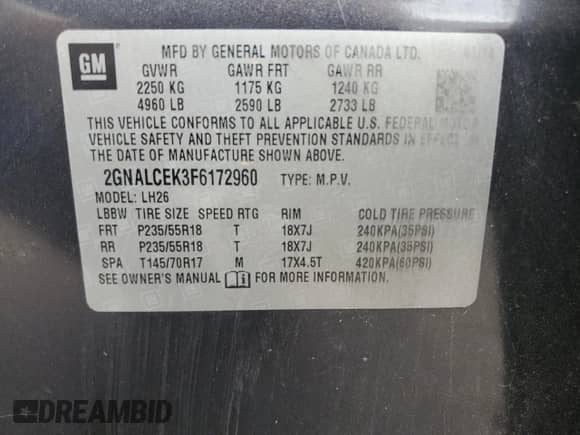 GM
MFD BY GENERAL MOTORS OF CANADA LTD.
GVWR GAWR FRT GAWR RR
2250 KG 1175 KG 1240 KG
4960 LB 2590 LB 2733 LB
THIS VEHICLE CONFORMS TO ALL APPLICABLE U.S. FEDERAL MOTOR
VEHICLE SAFETY AND THEFT PREVENTION STANDARDS IN EFFECT ON
THE DATE OF MANUFACTURE SHOWN ABOVE.
2GNALCEK3F6172960 TYPE: M.P.V.
MODEL: LH26
LBBW TIRE SIZE SPEED RTG RIM COLD TIRE PRESSURE
FRT P235/55R18 T 18X7J 240KPA(35PSI)
RR P235/55R18 T 18X7J 240KPA(35PSI)
SPA T145/70R17 M 17X4.5T 420KPA(60PSI)
SEE OWNER'S MANUAL FOR MORE INFORMATION.
DREAMBID